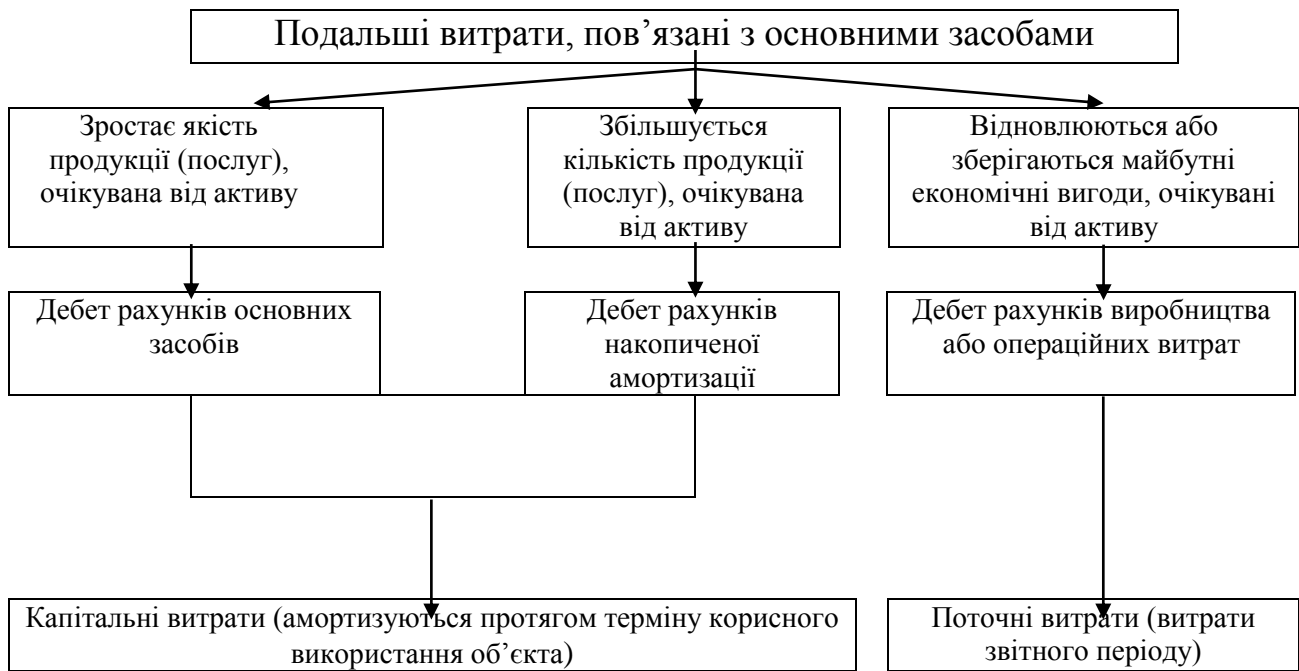 Подальші витрати, пов’язані з основними засобами
Зростає якість
продукції (послуг),
очікувана від активу
Збільшується
кількість продукції
(послуг), очікувана
від активу
Відновлюються або
зберігаються майбутні
економічні вигоди, очікувані
від активу
Дебет рахунків основних
засобів
Дебет рахунків
накопиченої
амортизації
Дебет рахунків виробництва
або операційних витрат
Капітальні витрати (амортизуються протягом терміну корисного
використання об’єкта)
Поточні витрати (витрати
звітного періоду)